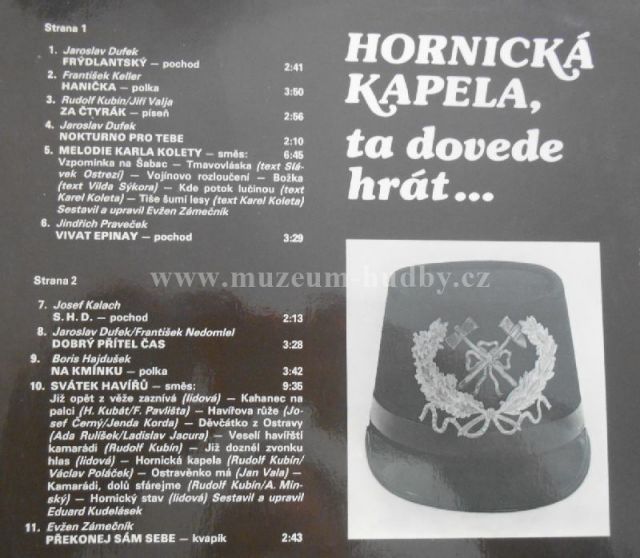 Strana 1
1. Jaroslav Dufek
FRÝDLANTSKÝ — pochod 2:41
2. František Keller
HANIČKA — polka 3:50
3. Rudolf Kubín/Jiří Valja
ZA ČTYRÁK — píseň 2:56
4. Jaroslav Dufek
NOKTURNO PRO TEBE 2:10
5. MELODIE KARLA KOLETY — směs: 6:45
Vzpomínka na Šabac — Tmavovláska (text Slá-
vek Ostrezí) — Vojínovo rozloučení — Božka
(text Vilda Sýkora) — Kde potok lučinou (text
Karel Koleta) — Tiše šumí lesy (text Karel Koleta)
Sestavil a upravil Evžen Zámečník
6. Jindřich Praveček
VIVAT EPINAY — pochod 3:29
Strana 2
7. Josef Kalach
S. H. D. — pochod 2:13
8. Jaroslav Dufek/František Nedomlel
DOBRÝ PŘÍTEL ČAS 3:28
9. Boris Hajdušek
NA KMÍNKU — polka 3:42
10. SVÁTEK HAVÍŘŮ — směs: 9:35
Již opět z věže zaznívá (lidová) — Kahanec na
palci (H. Kubát/F. Pavlišta) — Havířova růže (Jo-
sef Černý/Jenda Korda) — Děvčátko z Ostravy
(Ada Rulíšek/Ladislav Jacura) — Veselí havířští
kamarádi (Rudolf Kubín) — Již dozněl zvonku
hlas (lidová) — Hornická kapela (Rudolf Kubín/
Václav Poláček) — Ostravěnko má (Jan Vala) —
Kamarádi, dolů sfárejme (Rudolf Kubín/A. Min-
ský) — Hornický stav (lidová) Sestavil a upravil
Eduard Kudelásek
11. Evžen Zámečník
PŘEKONEJ SÁM SEBE — kvapík 2:43
HORNICKÁ
KAPELA,
ta dovede
hrát...
www.muzeum-hudby.cz